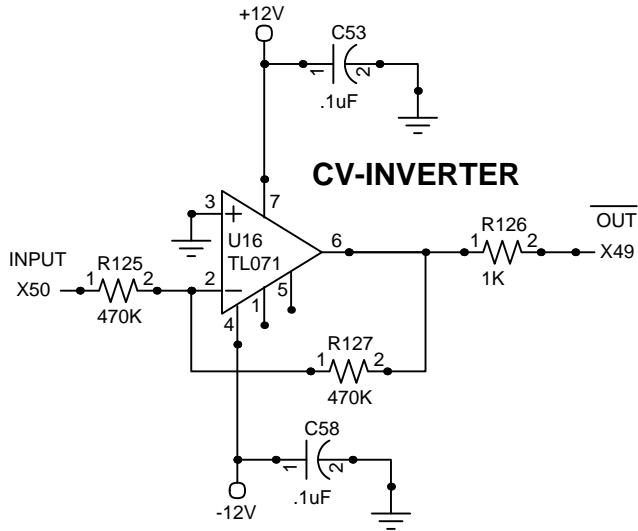 +12V
C53
1
2
.1uF
CV-INVERTER
3
+
7
U16
TL071
6
R126
1
2
1K
OUT
X49
INPUT
X50
R125
1
2
470K
2
−
4
1
5
R127
1
2
470K
C58
1
2
.1uF
-12V